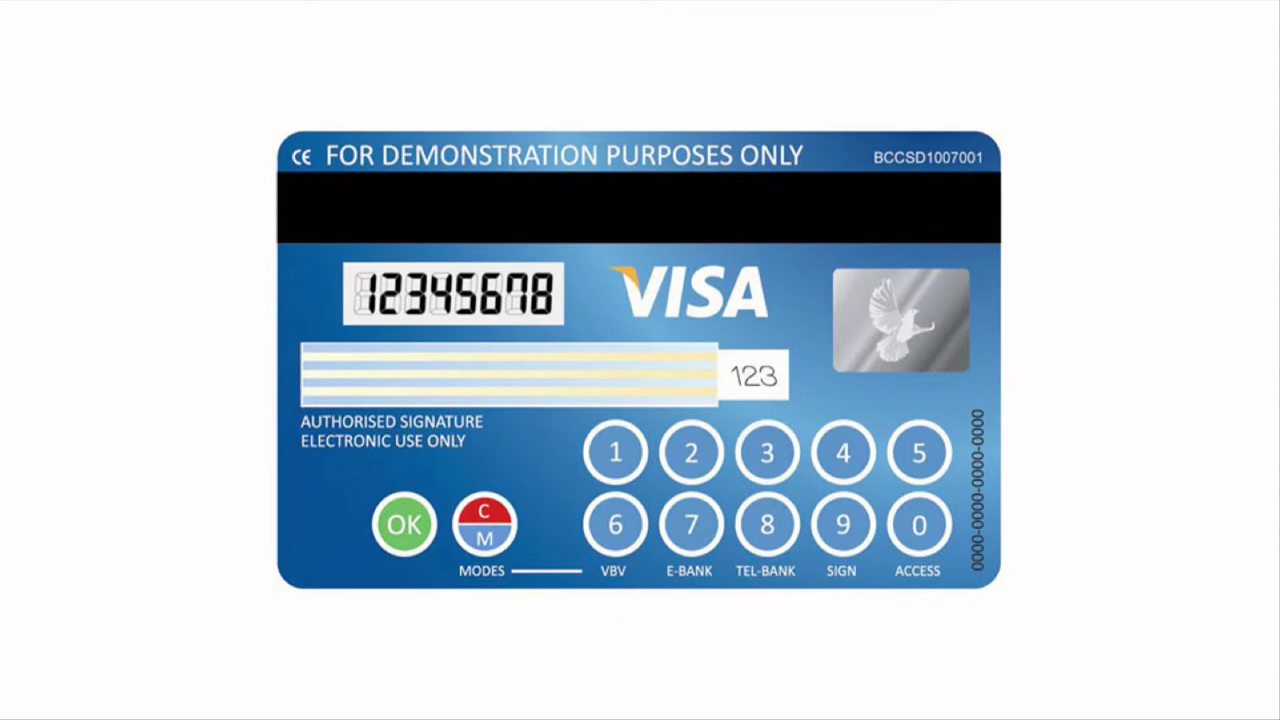 CE FOR DEMONSTRATION PURPOSES ONLY BCCSD1007001
12345678
VISA
123
AUTHORISED SIGNATURE
ELECTRONIC USE ONLY
1 2 3 4 5
OK C M 6 7 8 9 0
MODES VBV E-BANK TEL-BANK SIGN ACCESS
0000-0000-0000-0000